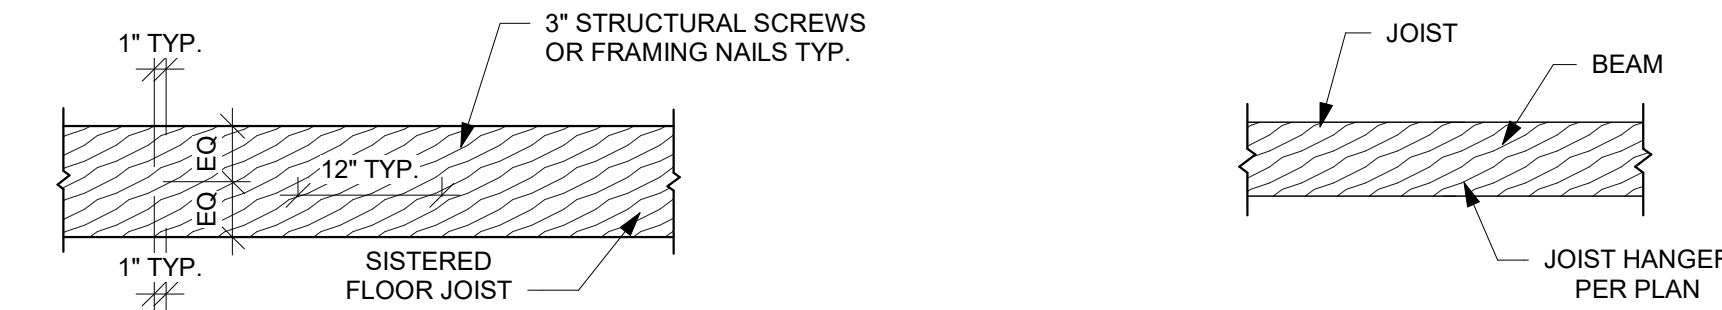 1" TYP.
3" STRUCTURAL SCREWS
OR FRAMING NAILS TYP.
EQ
EQ
12" TYP.
1" TYP.
SISTERED
FLOOR JOIST
JOIST
BEAM
JOIST HANGER
PER PLAN